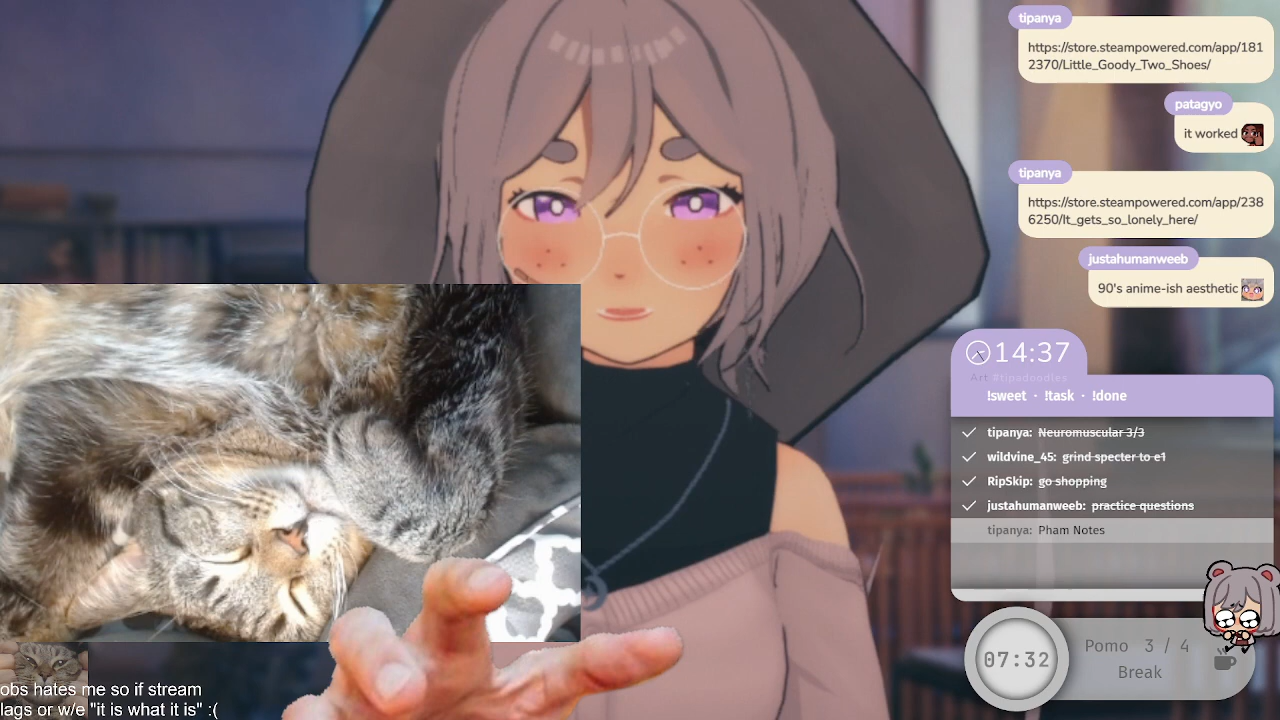 tipanya
https://store.steampowered.com/app/181
2370/Little_Goody_Two_Shoes/
patagyo
it worked
tipanya
https://store.steampowered.com/app/238
6250/It_gets_so_lonely_here/
justahumanweeb
90's anime-ish aesthetic
14:37
Art #tipadoodles
!sweet · !task · !done
tipanya: Neuromuscular 3/3
wildvine_45: grind specter to e1
RipSkip: go shopping
justahumanweeb: practice questions
tipanya: Pham Notes
07:32
Pomo 3 / 4
Break
obs hates me so if stream
lags or w/e "it is what it is" :(